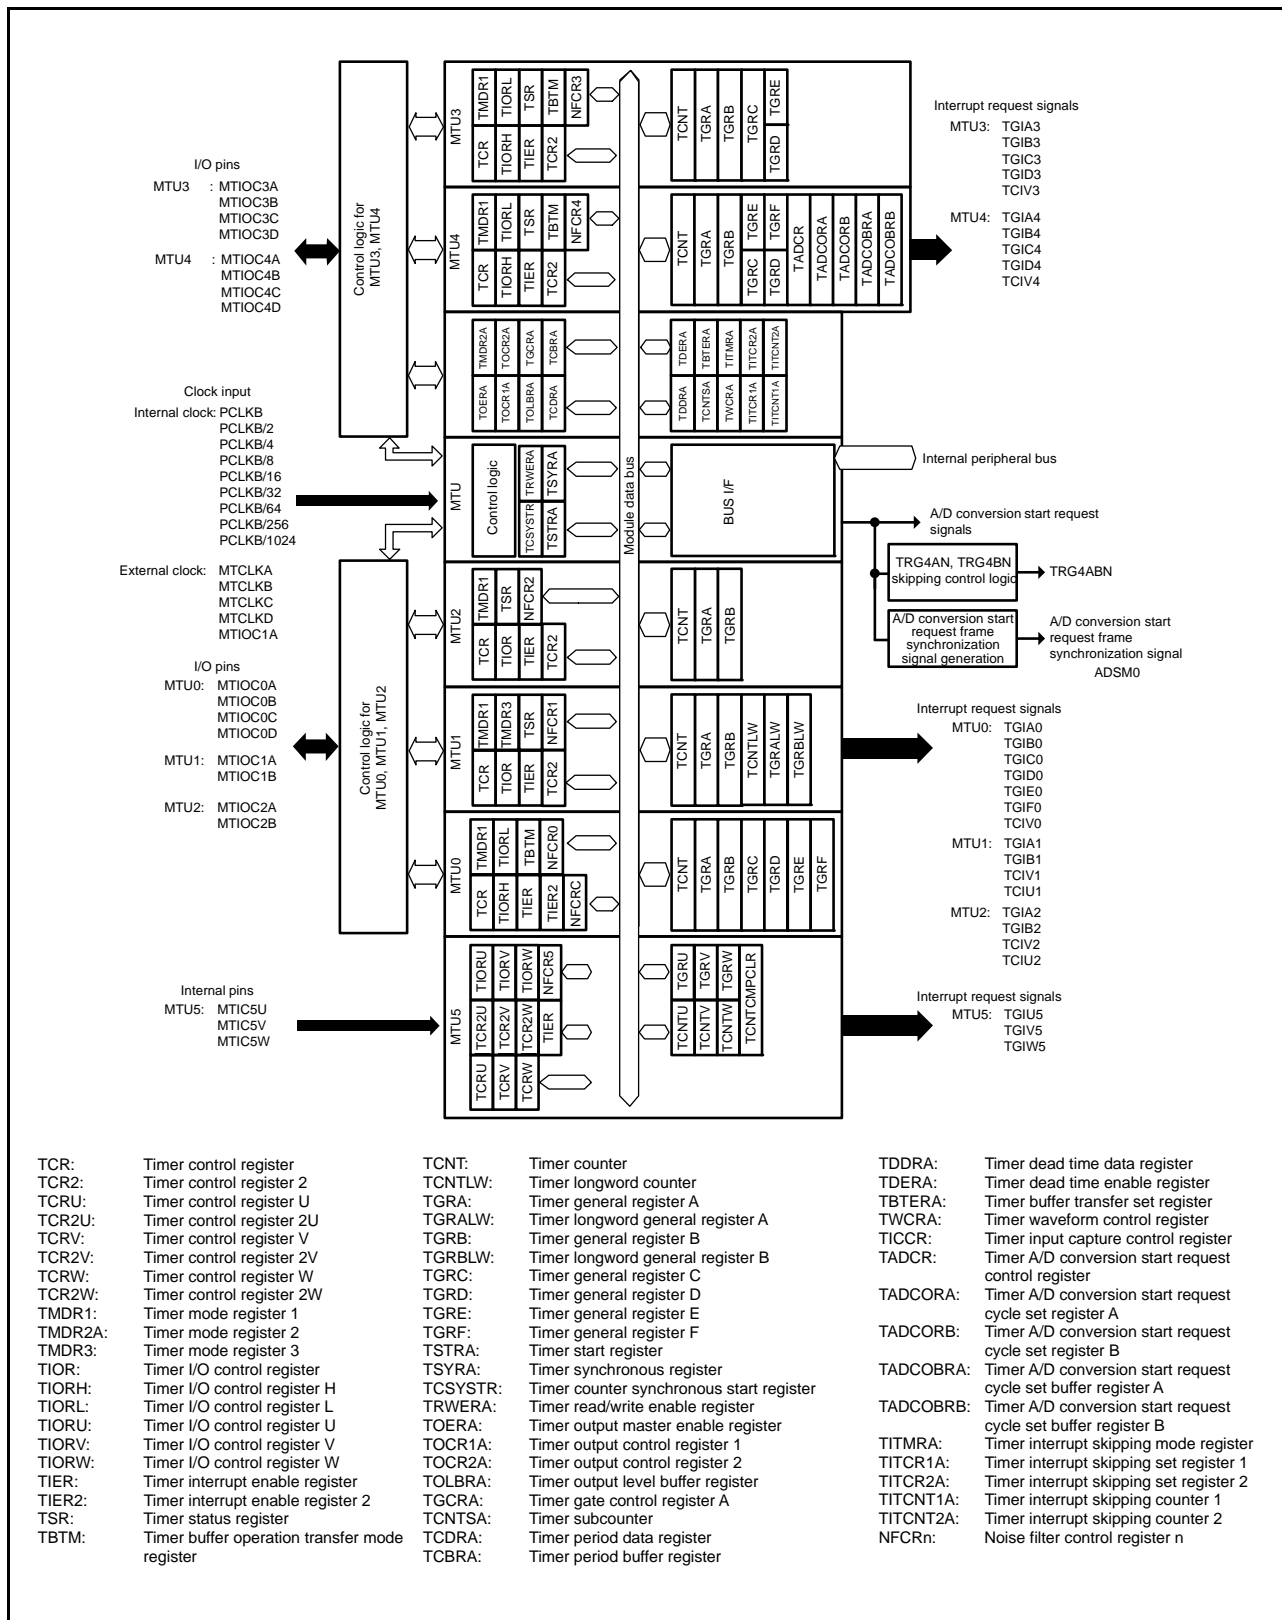 I/O pins
MTU3 : MTIOC3A
MTIOC3B
MTIOC3C
MTIOC3D
MTU4 : MTIOC4A
MTIOC4B
MTIOC4C
MTIOC4D
Clock input
Internal clock: PCLKB
PCLKB/2
PCLKB/4
PCLKB/8
PCLKB/16
PCLKB/32
PCLKB/64
PCLKB/256
PCLKB/1024
External clock: MTCLKA
MTCLKB
MTCLKC
MTCLKD
MTIOC1A
I/O pins
MTU0: MTIOC0A
MTIOC0B
MTIOC0C
MTIOC0D
MTU1: MTIOC1A
MTIOC1B
MTU2: MTIOC2A
MTIOC2B
Internal pins
MTU5: MTIC5U
MTIC5V
MTIC5W
Control logic for
MTU3, MTU4
Control logic for
MTU0, MTU1, MTU2
MTU3
TMDR1 TIORL TSR TBTM NFCR3
TCR TIORH TIER TCR2
TCNT TGRA TGRB TGRC TGRE
TGRD
MTU4
TMDR1 TIORL TSR TBTM NFCR4
TCR TIORH TIER TCR2
TCNT TGRA TGRB TGRE TGRF TADCR TADCORA TADCORB TADCOBRA TADCOBRB
TGRC TGRD
TMDR2A TOCR2A TGCRA TCBRA
TOERA TOCR1A TOLBRA TCDRA
TDERA TBTERA TITMRA TITCR2A TITCNT2A
TDDRA TCNTSA TWCRA TITCR1A TITCNT1A
MTU
Control logic
TRWERA TSYRA
TCSYSTR TSTRA
Module data bus
BUS I/F
MTU2
TMDR1 TSR NFCR2
TCR TIOR TIER TCR2
TCNT TGRA TGRB
MTU1
TMDR1 TMDR3 TSR NFCR1
TCR TIOR TIER TCR2
TCNT TGRA TGRB TCNTLW TGRALW TGRBLW
MTU0
TMDR1 TIORL TBTM NFCR0
TCR TIORH TIER TIER2 NFCRC
TCNT TGRA TGRB TGRC TGRD TGRE TGRF
MTU5
TIORU TIORV TIORW NFCR5
TCR2U TCR2V TCR2W TIER
TCRU TCRV TCRW
TGRU TGRV TGRW TCNTCMPCLR
TCNTU TCNTV TCNTW
Interrupt request signals
MTU3: TGIA3
TGIB3
TGIC3
TGID3
TCIV3
MTU4: TGIA4
TGIB4
TGIC4
TGID4
TCIV4
Internal peripheral bus
A/D conversion start request
signals
TRG4AN, TRG4BN
skipping control logic
TRG4ABN
A/D conversion start
request frame
synchronization
signal generation
A/D conversion start
request frame
synchronization signal
ADSM0
Interrupt request signals
MTU0: TGIA0
TGIB0
TGIC0
TGID0
TGIE0
TGIF0
TCIV0
MTU1: TGIA1
TGIB1
TCIV1
TCIU1
MTU2: TGIA2
TGIB2
TCIV2
TCIU2
Interrupt request signals
MTU5: TGIU5
TGIV5
TGIW5
TCR: Timer control register
TCR2: Timer control register 2
TCRU: Timer control register U
TCR2U: Timer control register 2U
TCRV: Timer control register V
TCR2V: Timer control register 2V
TCRW: Timer control register W
TCR2W: Timer control register 2W
TMDR1: Timer mode register 1
TMDR2A: Timer mode register 2
TMDR3: Timer mode register 3
TIOR: Timer I/O control register
TIORH: Timer I/O control register H
TIORL: Timer I/O control register L
TIORU: Timer I/O control register U
TIORV: Timer I/O control register V
TIORW: Timer I/O control register W
TIER: Timer interrupt enable register
TIER2: Timer interrupt enable register 2
TSR: Timer status register
TBTM: Timer buffer operation transfer mode
register
TCNT: Timer counter
TCNTLW: Timer longword counter
TGRA: Timer general register A
TGRALW: Timer longword general register A
TGRB: Timer general register B
TGRBLW: Timer longword general register B
TGRC: Timer general register C
TGRD: Timer general register D
TGRE: Timer general register E
TGRF: Timer general register F
TSTRA: Timer start register
TSYRA: Timer synchronous register
TCSYSTR: Timer counter synchronous start register
TRWERA: Timer read/write enable register
TOERA: Timer output master enable register
TOCR1A: Timer output control register 1
TOCR2A: Timer output control register 2
TOLBRA: Timer output level buffer register
TGCRA: Timer gate control register A
TCNTSA: Timer subcounter
TCDRA: Timer period data register
TCBRA: Timer period buffer register
TDDRA: Timer dead time data register
TDERA: Timer dead time enable register
TBTERA: Timer buffer transfer set register
TWCRA: Timer waveform control register
TICCR: Timer input capture control register
TADCR: Timer A/D conversion start request
control register
TADCORA: Timer A/D conversion start request
cycle set register A
TADCORB: Timer A/D conversion start request
cycle set register B
TADCOBRA: Timer A/D conversion start request
cycle set buffer register A
TADCOBRB: Timer A/D conversion start request
cycle set buffer register B
TITMRA: Timer interrupt skipping mode register
TITCR1A: Timer interrupt skipping set register 1
TITCR2A: Timer interrupt skipping set register 2
TITCNT1A: Timer interrupt skipping counter 1
TITCNT2A: Timer interrupt skipping counter 2
NFCRn: Noise filter control register n